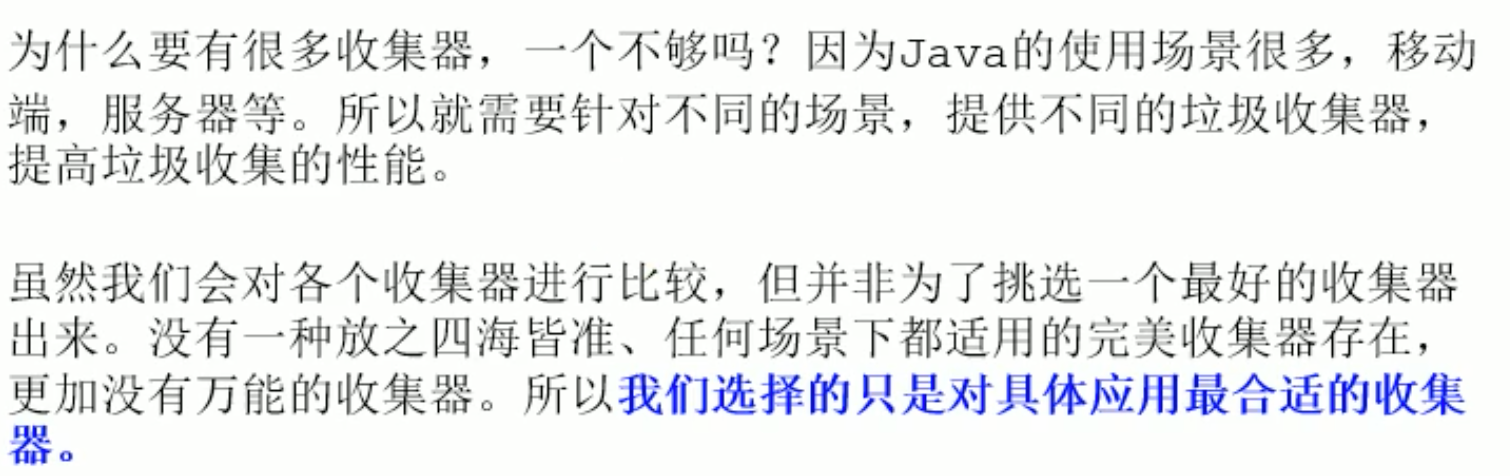 为什么要有很多收集器，一个不够吗？因为Java的使用场景很多，移动
端，服务器等。所以就需要针对不同的场景，提供不同的垃圾收集器，
提高垃圾收集的性能。
虽然我们会对各个收集器进行比较，但并非为了挑选一个最好的收集器
出来。没有一种放之四海皆准、任何场景下都适用的完美收集器存在，
更加没有万能的收集器。所以我们选择的只是对具体应用最合适的收集
器。